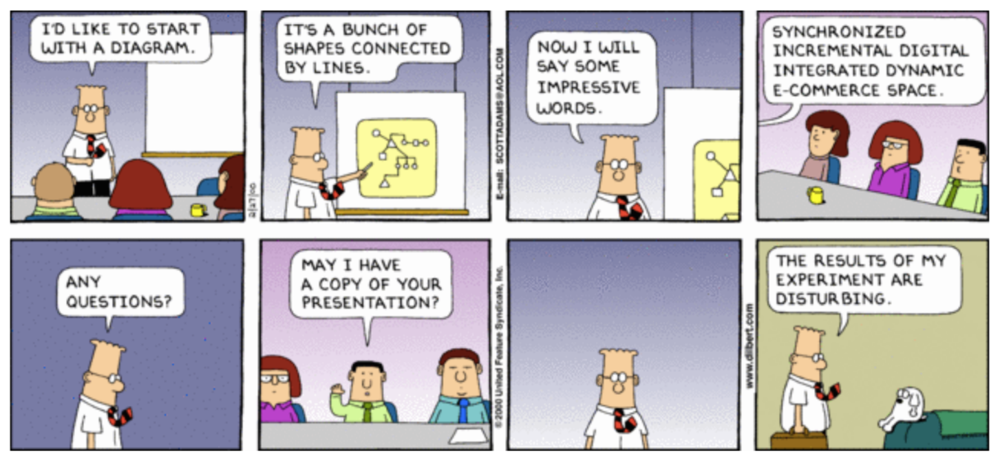 I'D LIKE TO START
WITH A DIAGRAM.
2/27/00
IT'S A BUNCH OF
SHAPES CONNECTED
BY LINES.
E-mail: SCOTTADAMS@AOL.COM
NOW I WILL
SAY SOME
IMPRESSIVE
WORDS.
SYNCHRONIZED
INCREMENTAL DIGITAL
INTEGRATED DYNAMIC
E-COMMERCE SPACE.
ANY
QUESTIONS?
MAY I HAVE
A COPY OF YOUR
PRESENTATION?
©2000 United Feature Syndicate, Inc.
www.dilbert.com
THE RESULTS OF MY
EXPERIMENT ARE
DISTURBING.